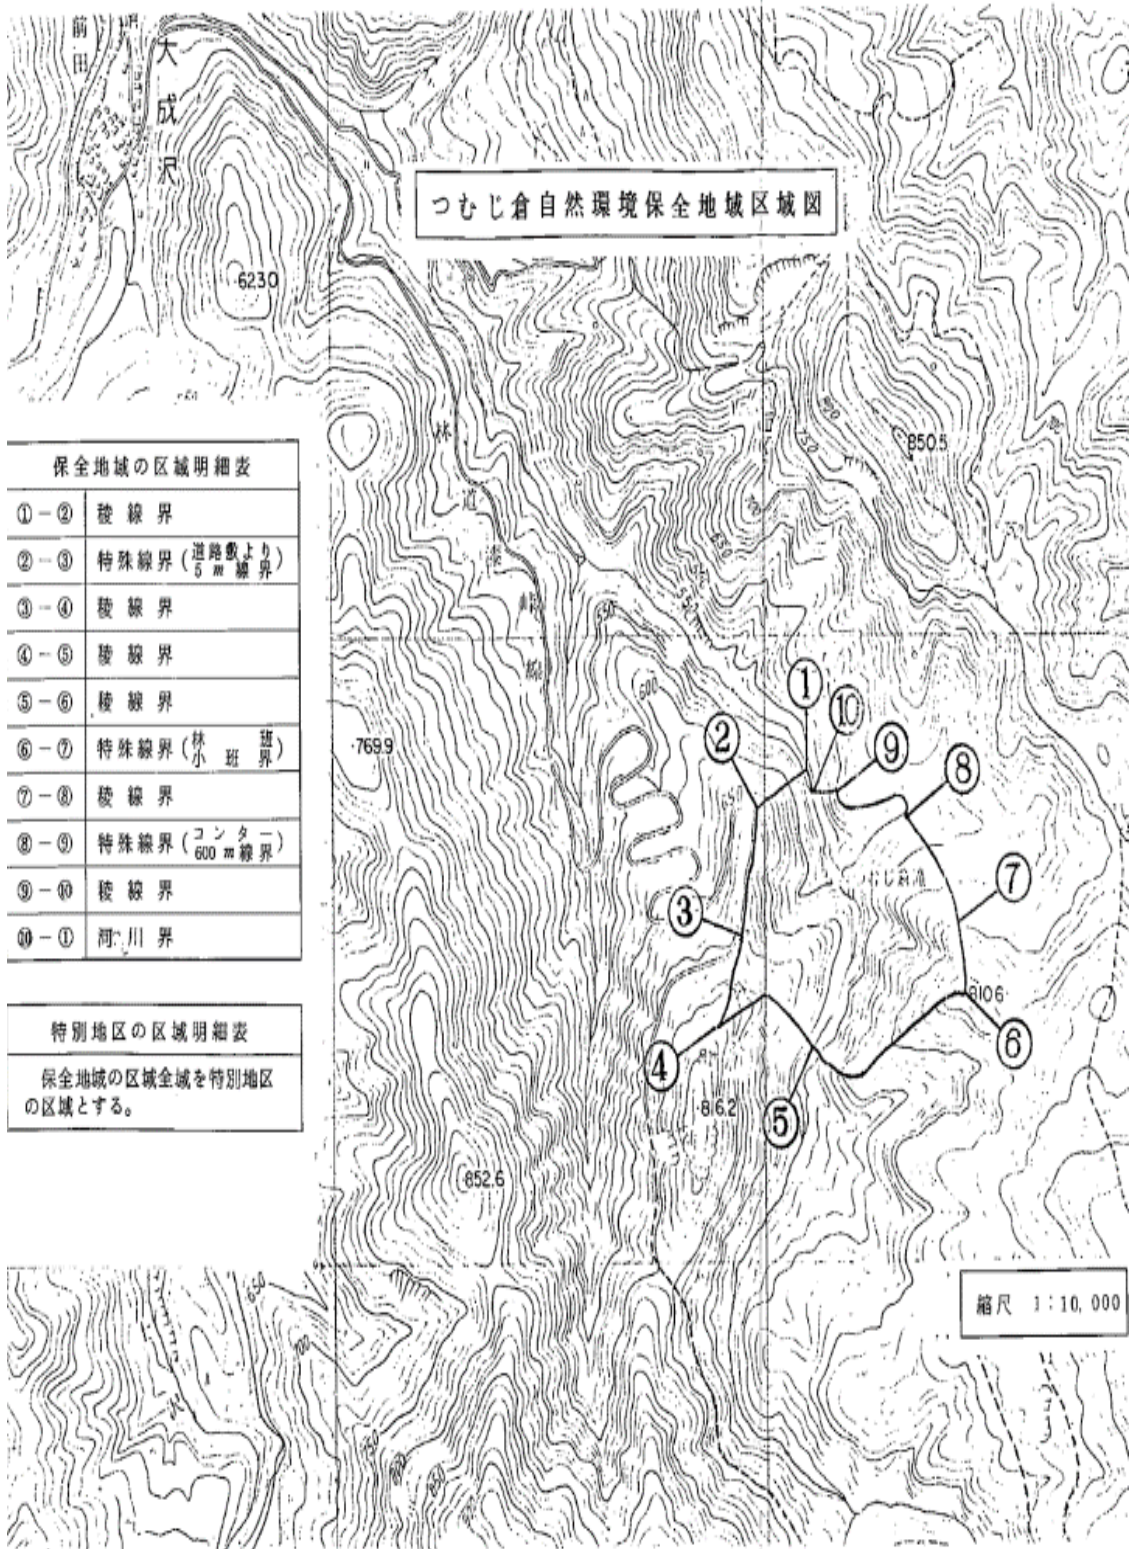 前田
大成沢
つむじ倉自然環境保全地域区域図
623.0
850.5
林道
峠線
600
769.9
保全地域の区域明細表
①－② 稜線界
②－③ 特殊線界(道路敷より5m線界)
③－④ 稜線界
④－⑤ 稜線界
⑤－⑥ 稜線界
⑥－⑦ 特殊線界(林班小班界)
⑦－⑧ 稜線界
⑧－⑨ 特殊線界(コンター600m線界)
⑨－⑩ 稜線界
⑩－① 河川界
特別地区の区域明細表
保全地域の区域全域を特別地区
の区域とする。
①
⑩
②
⑨
⑧
⑦
③
810.6
⑥
④
816.2
⑤
852.6
650
700
縮尺 1:10,000